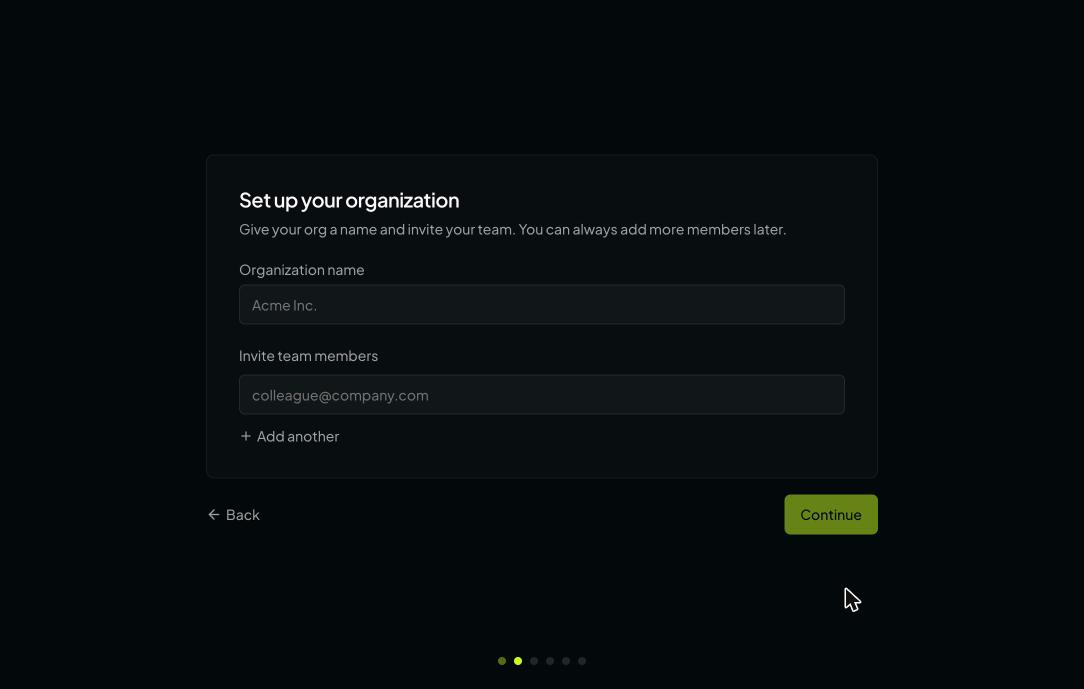 Set up your organization
Give your org a name and invite your team. You can always add more members later.
Organization name
Acme Inc.
Invite team members
colleague@company.com
+ Add another
← Back
Continue